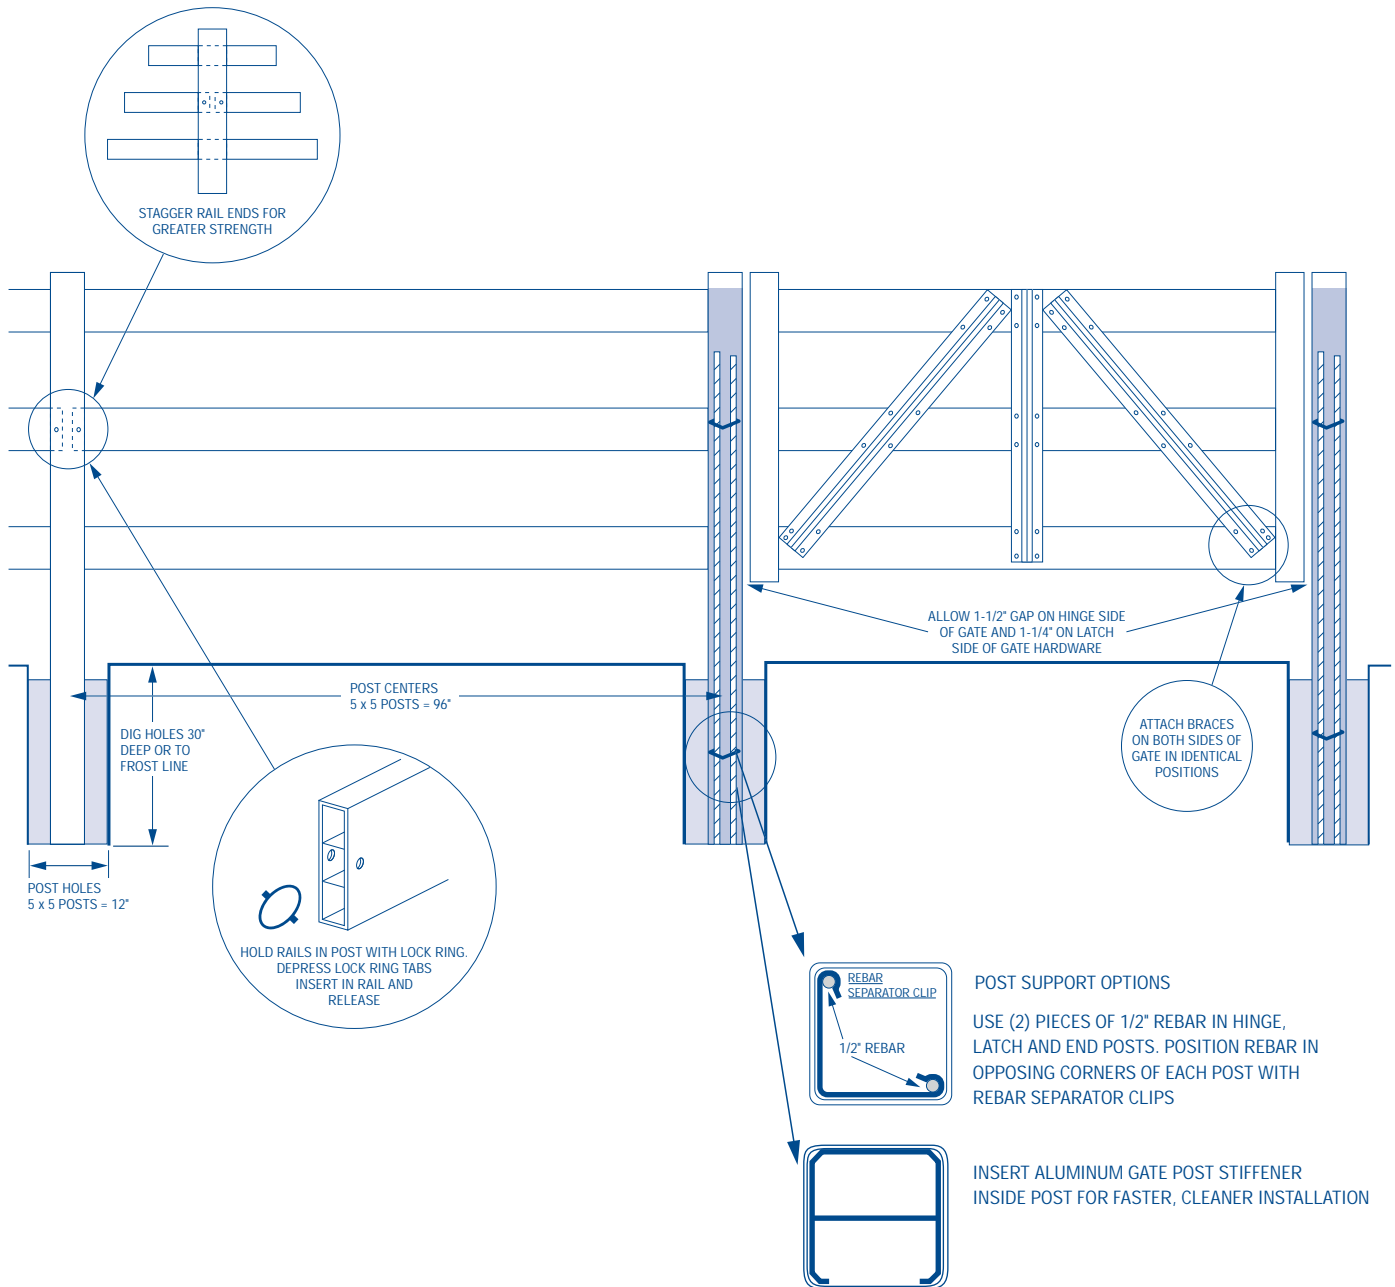 STAGGER RAIL ENDS FOR
GREATER STRENGTH
ALLOW 1-1/2" GAP ON HINGE SIDE
OF GATE AND 1-1/4" ON LATCH
SIDE OF GATE HARDWARE
POST CENTERS
5 x 5 POSTS = 96"
DIG HOLES 30"
DEEP OR TO
FROST LINE
ATTACH BRACES
ON BOTH SIDES OF
GATE IN IDENTICAL
POSITIONS
POST HOLES
5 x 5 POSTS = 12"
HOLD RAILS IN POST WITH LOCK RING.
DEPRESS LOCK RING TABS
INSERT IN RAIL AND
RELEASE
REBAR
SEPARATOR CLIP
1/2" REBAR
POST SUPPORT OPTIONS
USE (2) PIECES OF 1/2" REBAR IN HINGE,
LATCH AND END POSTS. POSITION REBAR IN
OPPOSING CORNERS OF EACH POST WITH
REBAR SEPARATOR CLIPS
INSERT ALUMINUM GATE POST STIFFENER
INSIDE POST FOR FASTER, CLEANER INSTALLATION